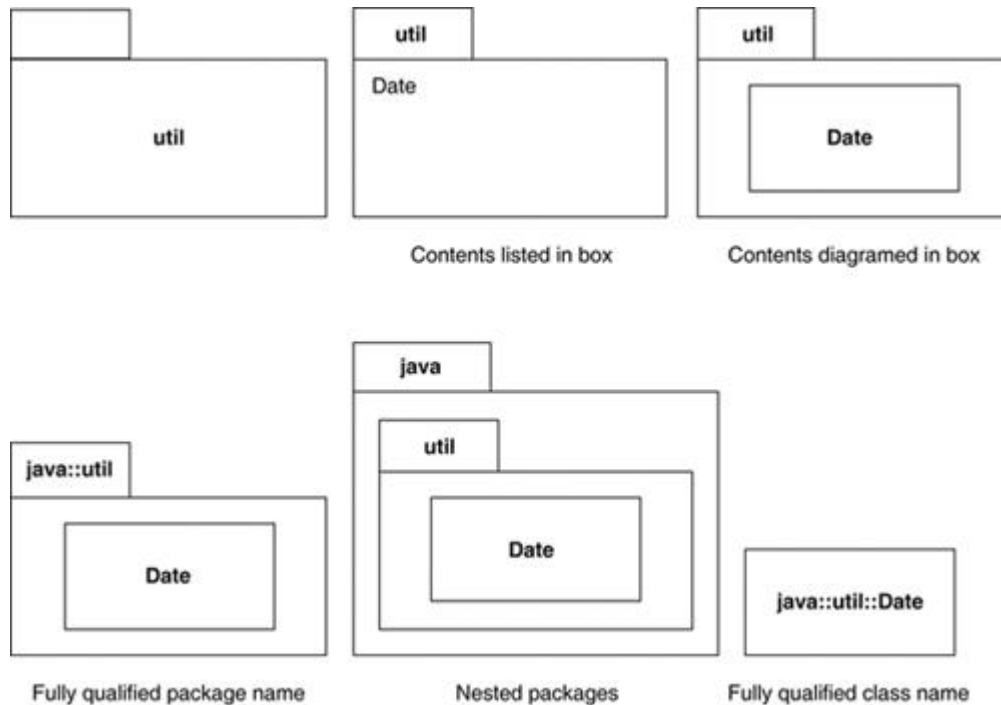 util
util
Date
util
Date
Contents listed in box
Contents diagramed in box
java::util
Date
Fully qualified package name
java
util
Date
Nested packages
java::util::Date
Fully qualified class name